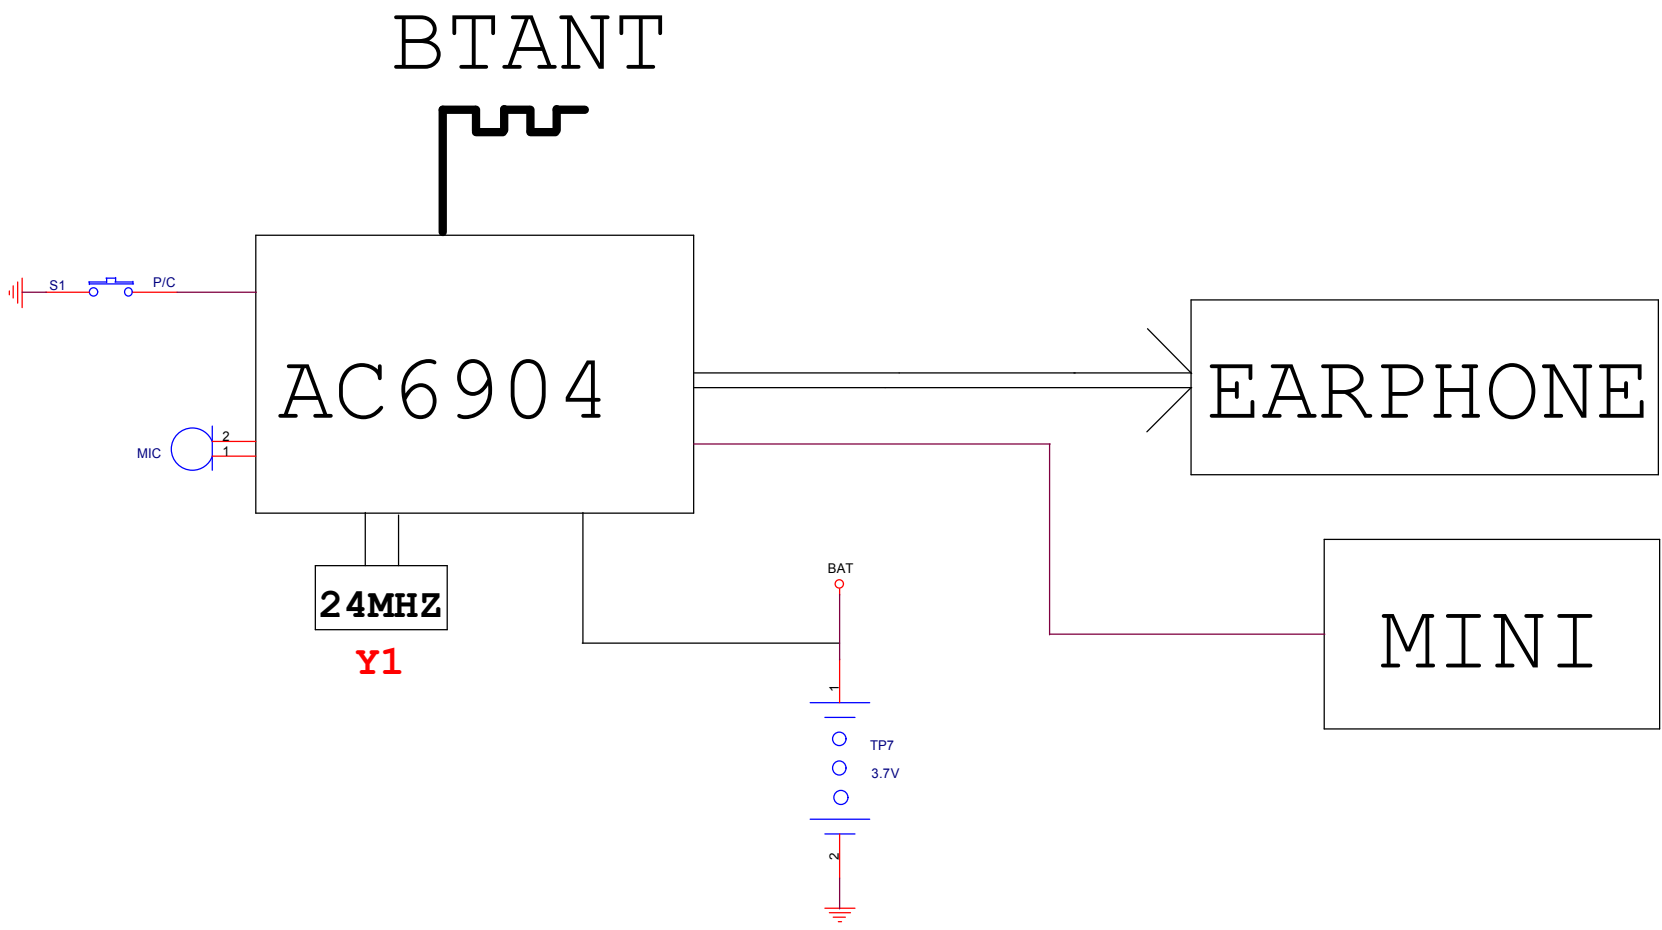 BTANT
S1
P/C
AC6904
EARPHONE
MIC
2
1
24MHZ
Y1
BAT
MINI
1
TP7
3.7V
2